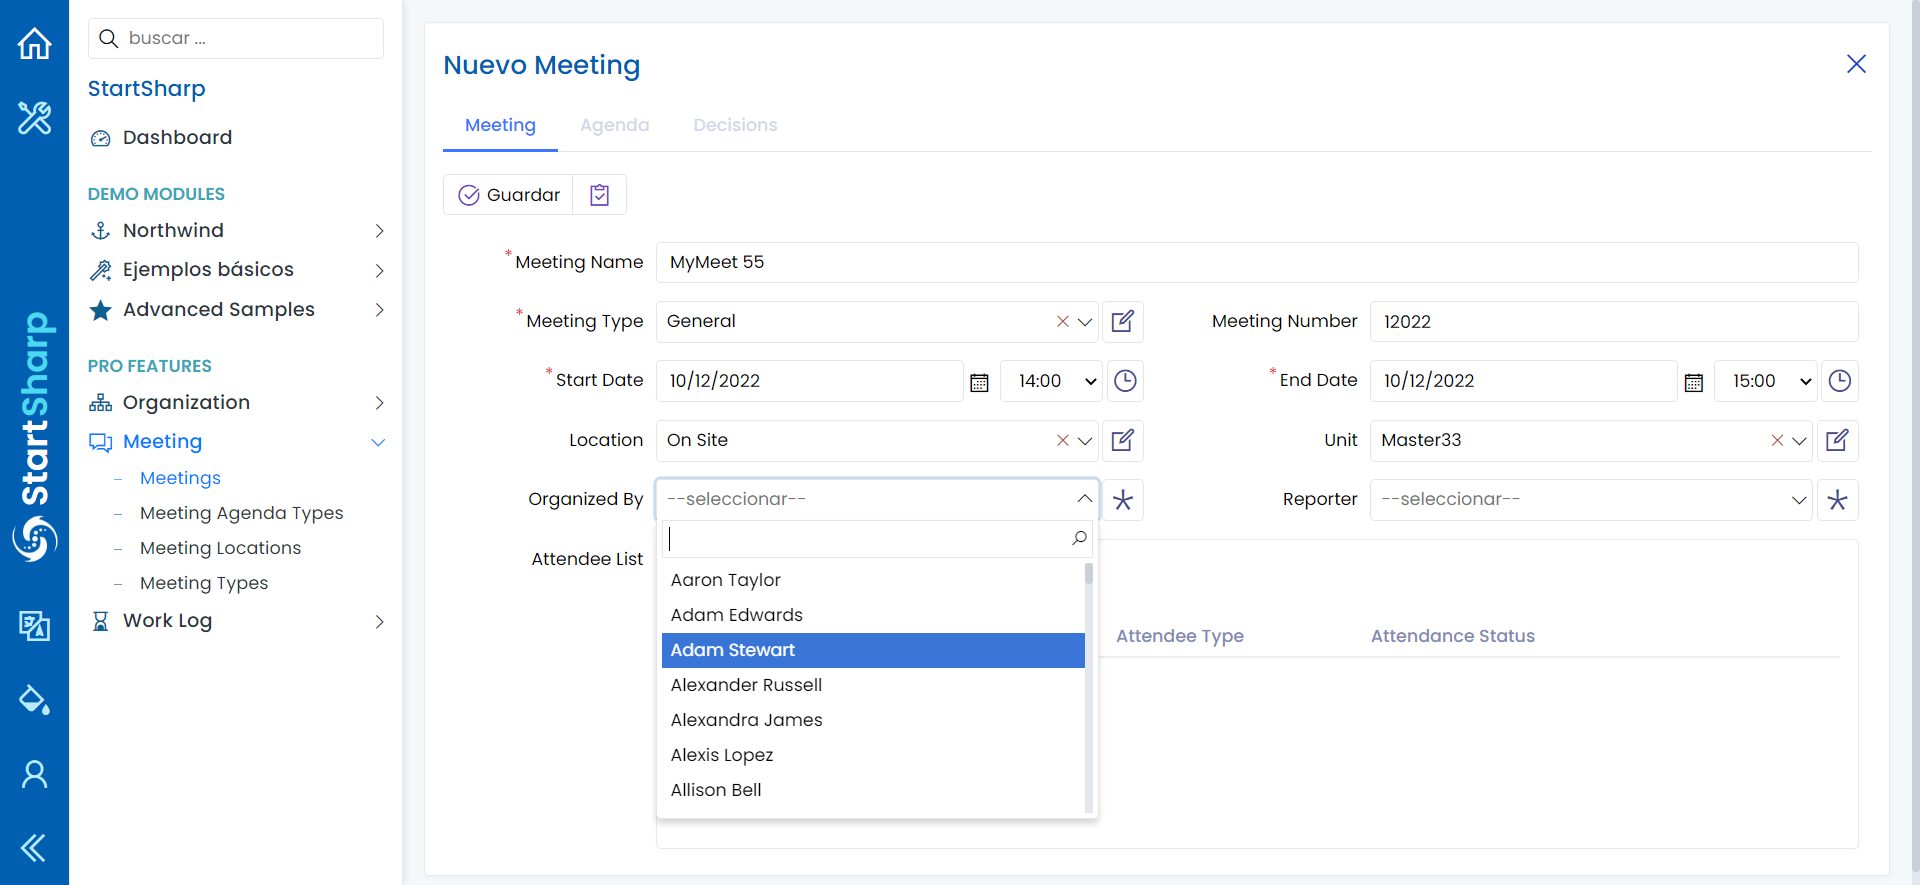 buscar ...
StartSharp
Dashboard
DEMO MODULES
Northwind
Ejemplos básicos
Advanced Samples
PRO FEATURES
Organization
Meeting
Meetings
Meeting Agenda Types
Meeting Locations
Meeting Types
Work Log
StartSharp
Nuevo Meeting
Meeting Agenda Decisions
Guardar
*Meeting Name MyMeet 55
*Meeting Type General Meeting Number 12022
*Start Date 10/12/2022 14:00 *End Date 10/12/2022 15:00
Location On Site Unit Master33
Organized By --seleccionar-- Reporter --seleccionar--
Attendee List
Aaron Taylor
Adam Edwards
Adam Stewart
Alexander Russell
Alexandra James
Alexis Lopez
Allison Bell
Attendee Type Attendance Status